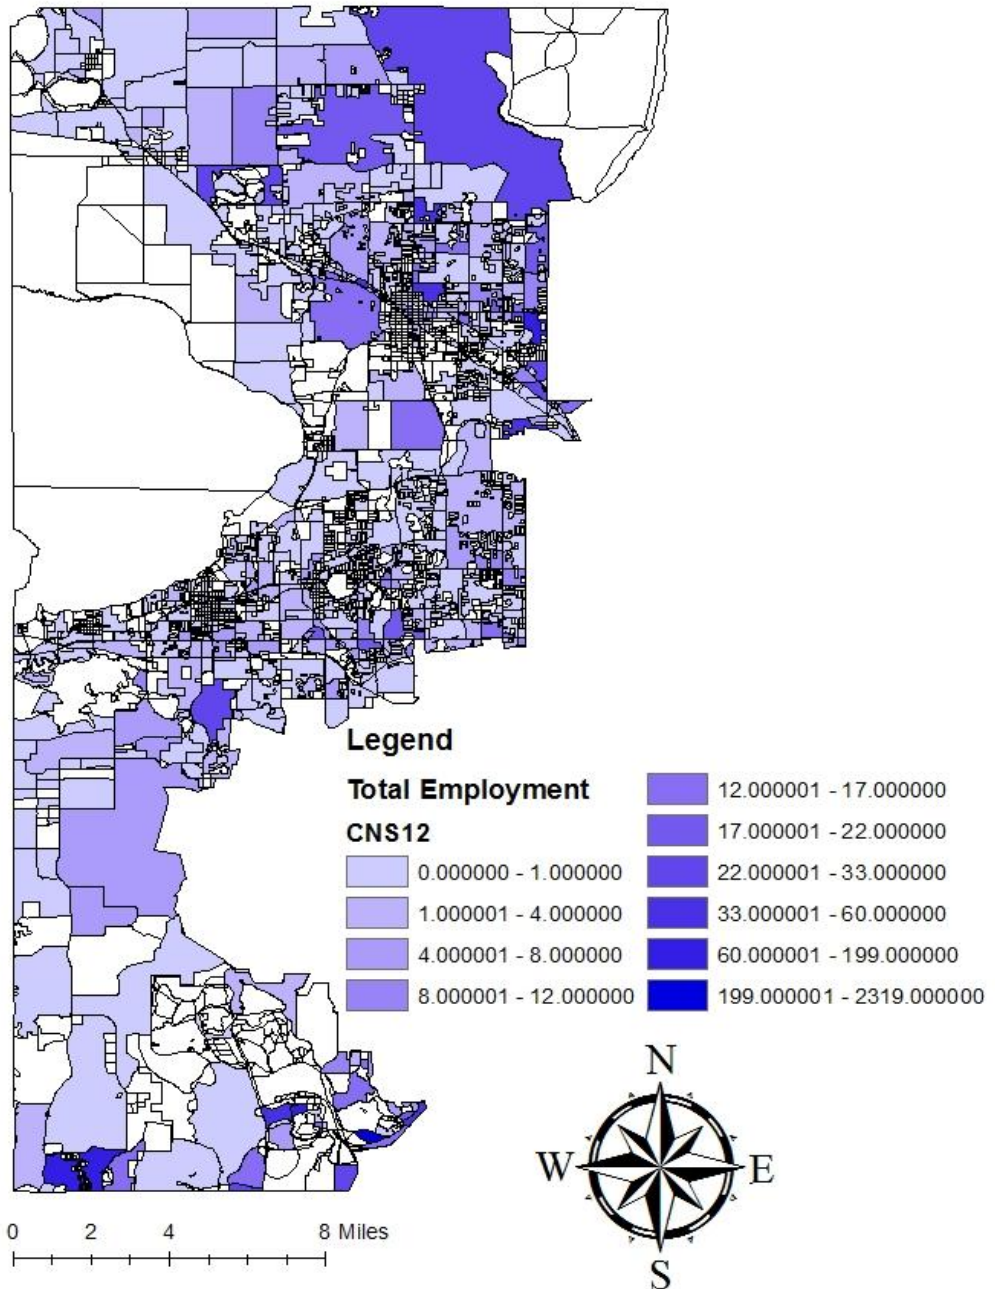 Legend
Total Employment
CNS12
0.000000 - 1.000000
1.000001 - 4.000000
4.000001 - 8.000000
8.000001 - 12.000000
12.000001 - 17.000000
17.000001 - 22.000000
22.000001 - 33.000000
33.000001 - 60.000000
60.000001 - 199.000000
199.000001 - 2319.000000
N
W E
S
0 2 4 8 Miles